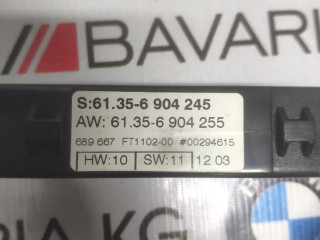 BAVARI
S:61.35-6 904 245
AW: 61.35-6 904 255
689 667 FT1102-00 #00294615
HW:10 SW:11 12 03
RIA.KG